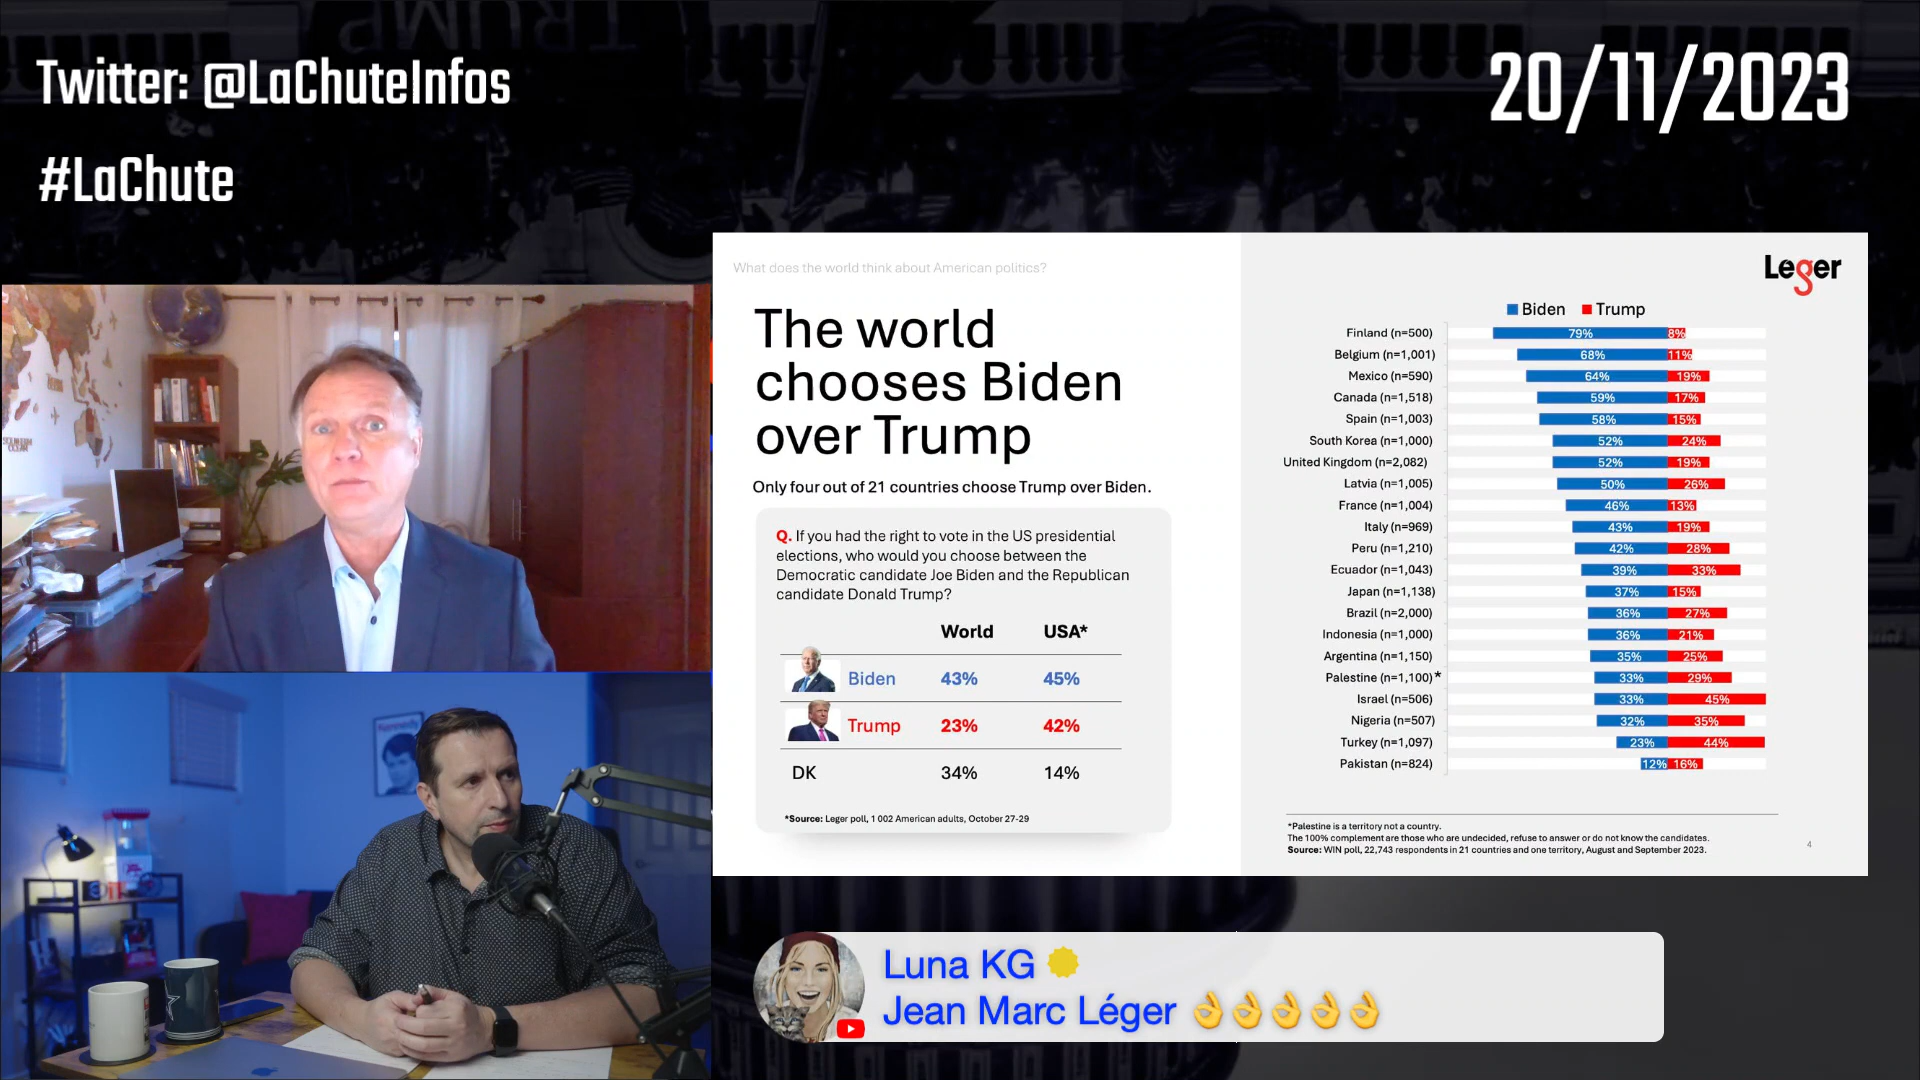 TRUMP
Twitter: @LaChuteInfos
#LaChute
20/11/2023
What does the world think about American politics?
The world
chooses Biden
over Trump
Only four out of 21 countries choose Trump over Biden.
Q. If you had the right to vote in the US presidential
elections, who would you choose between the
Democratic candidate Joe Biden and the Republican
candidate Donald Trump?
World USA*
Biden 43% 45%
Trump 23% 42%
DK 34% 14%
*Source: Leger poll, 1 002 American adults, October 27-29
Leger
Biden Trump
Finland (n=500) 79% 8%
Belgium (n=1,001) 68% 11%
Mexico (n=590) 64% 19%
Canada (n=1,518) 59% 17%
Spain (n=1,003) 58% 15%
South Korea (n=1,000) 52% 24%
United Kingdom (n=2,082) 52% 19%
Latvia (n=1,005) 50% 26%
France (n=1,004) 46% 13%
Italy (n=969) 43% 19%
Peru (n=1,210) 42% 28%
Ecuador (n=1,043) 39% 33%
Japan (n=1,138) 37% 15%
Brazil (n=2,000) 36% 27%
Indonesia (n=1,000) 36% 21%
Argentina (n=1,150) 35% 25%
Palestine (n=1,100)* 33% 29%
Israel (n=506) 33% 45%
Nigeria (n=507) 32% 35%
Turkey (n=1,097) 23% 44%
Pakistan (n=824) 12% 16%
*Palestine is a territory not a country.
The 100% complement are those who are undecided, refuse to answer or do not know the candidates.
Source: WIN poll, 22,743 respondents in 21 countries and one territory, August and September 2023.
4
Luna KG
Jean Marc Léger 👌👌👌👌👌